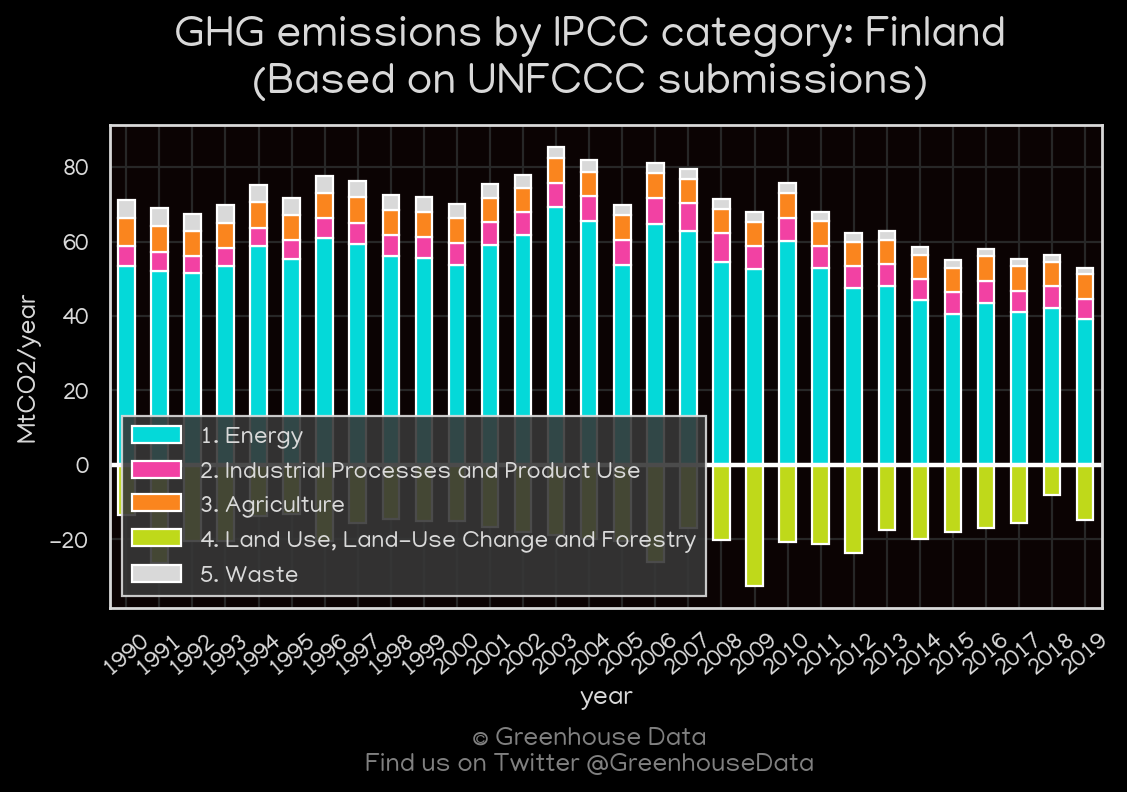 GHG emissions by IPCC category: Finland
(Based on UNFCCC submissions)
80
60
40
20
0
−20
MtCO2/year
1. Energy
2. Industrial Processes and Product Use
3. Agriculture
4. Land Use, Land-Use Change and Forestry
5. Waste
1990 1991 1992 1993 1994 1995 1996 1997 1998 1999 2000 2001 2002 2003 2004 2005 2006 2007 2008 2009 2010 2011 2012 2013 2014 2015 2016 2017 2018 2019
year
© Greenhouse Data
Find us on Twitter @GreenhouseData